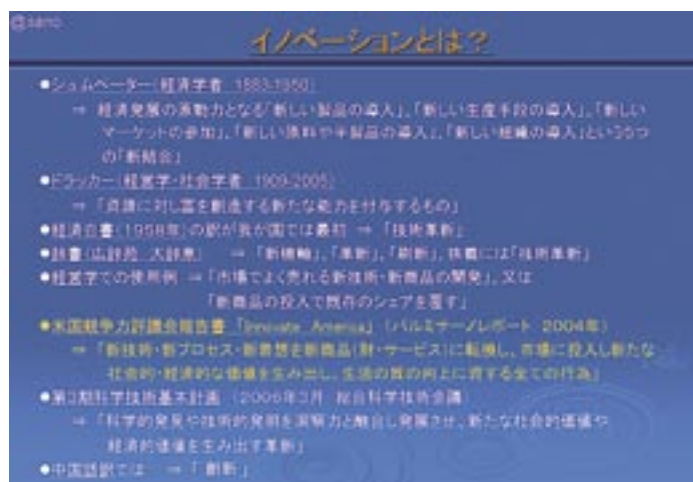 @sano
イノベーションとは？
●シュムペーター(経済学者 1883-1950)
⇒ 経済発展の原動力となる「新しい製品の導入」、「新しい生産手段の導入」、「新しい
マーケットの参加」、「新しい原料や半製品の導入」、「新しい組織の導入」という5つ
の「新結合」
●ドラッカー(経営学・社会学者 1909-2005)
⇒ 「資源に対し富を創造する新たな能力を付与するもの」
●経済白書(1958年)の訳が我が国では最初 ⇒ 「技術革新」
●辞書(広辞苑、大辞泉) ⇒ 「新機軸」、「革新」、「刷新」、狭義には「技術革新」
●経営学での使用例 ⇒ 「市場でよく売れる新技術・新商品の開発」、又は
「新商品の投入で既存のシェアを覆す」
●米国競争力評議会報告書 「Innovate America」 (パルミサーノレポート 2004年)
⇒ 「新技術・新プロセス・新着想を新商品(財・サービス)に転換し、市場に投入し新たな
社会的・経済的な価値を生み出し、生活の質の向上に資する全ての行為」
●第3期科学技術基本計画 (2006年3月 総合科学技術会議)
⇒ 「科学的発見や技術的発明を洞察力と融合し発展させ、新たな社会的価値や
経済的価値を生み出す革新」
●中国語訳では ⇒ 「 創新 」